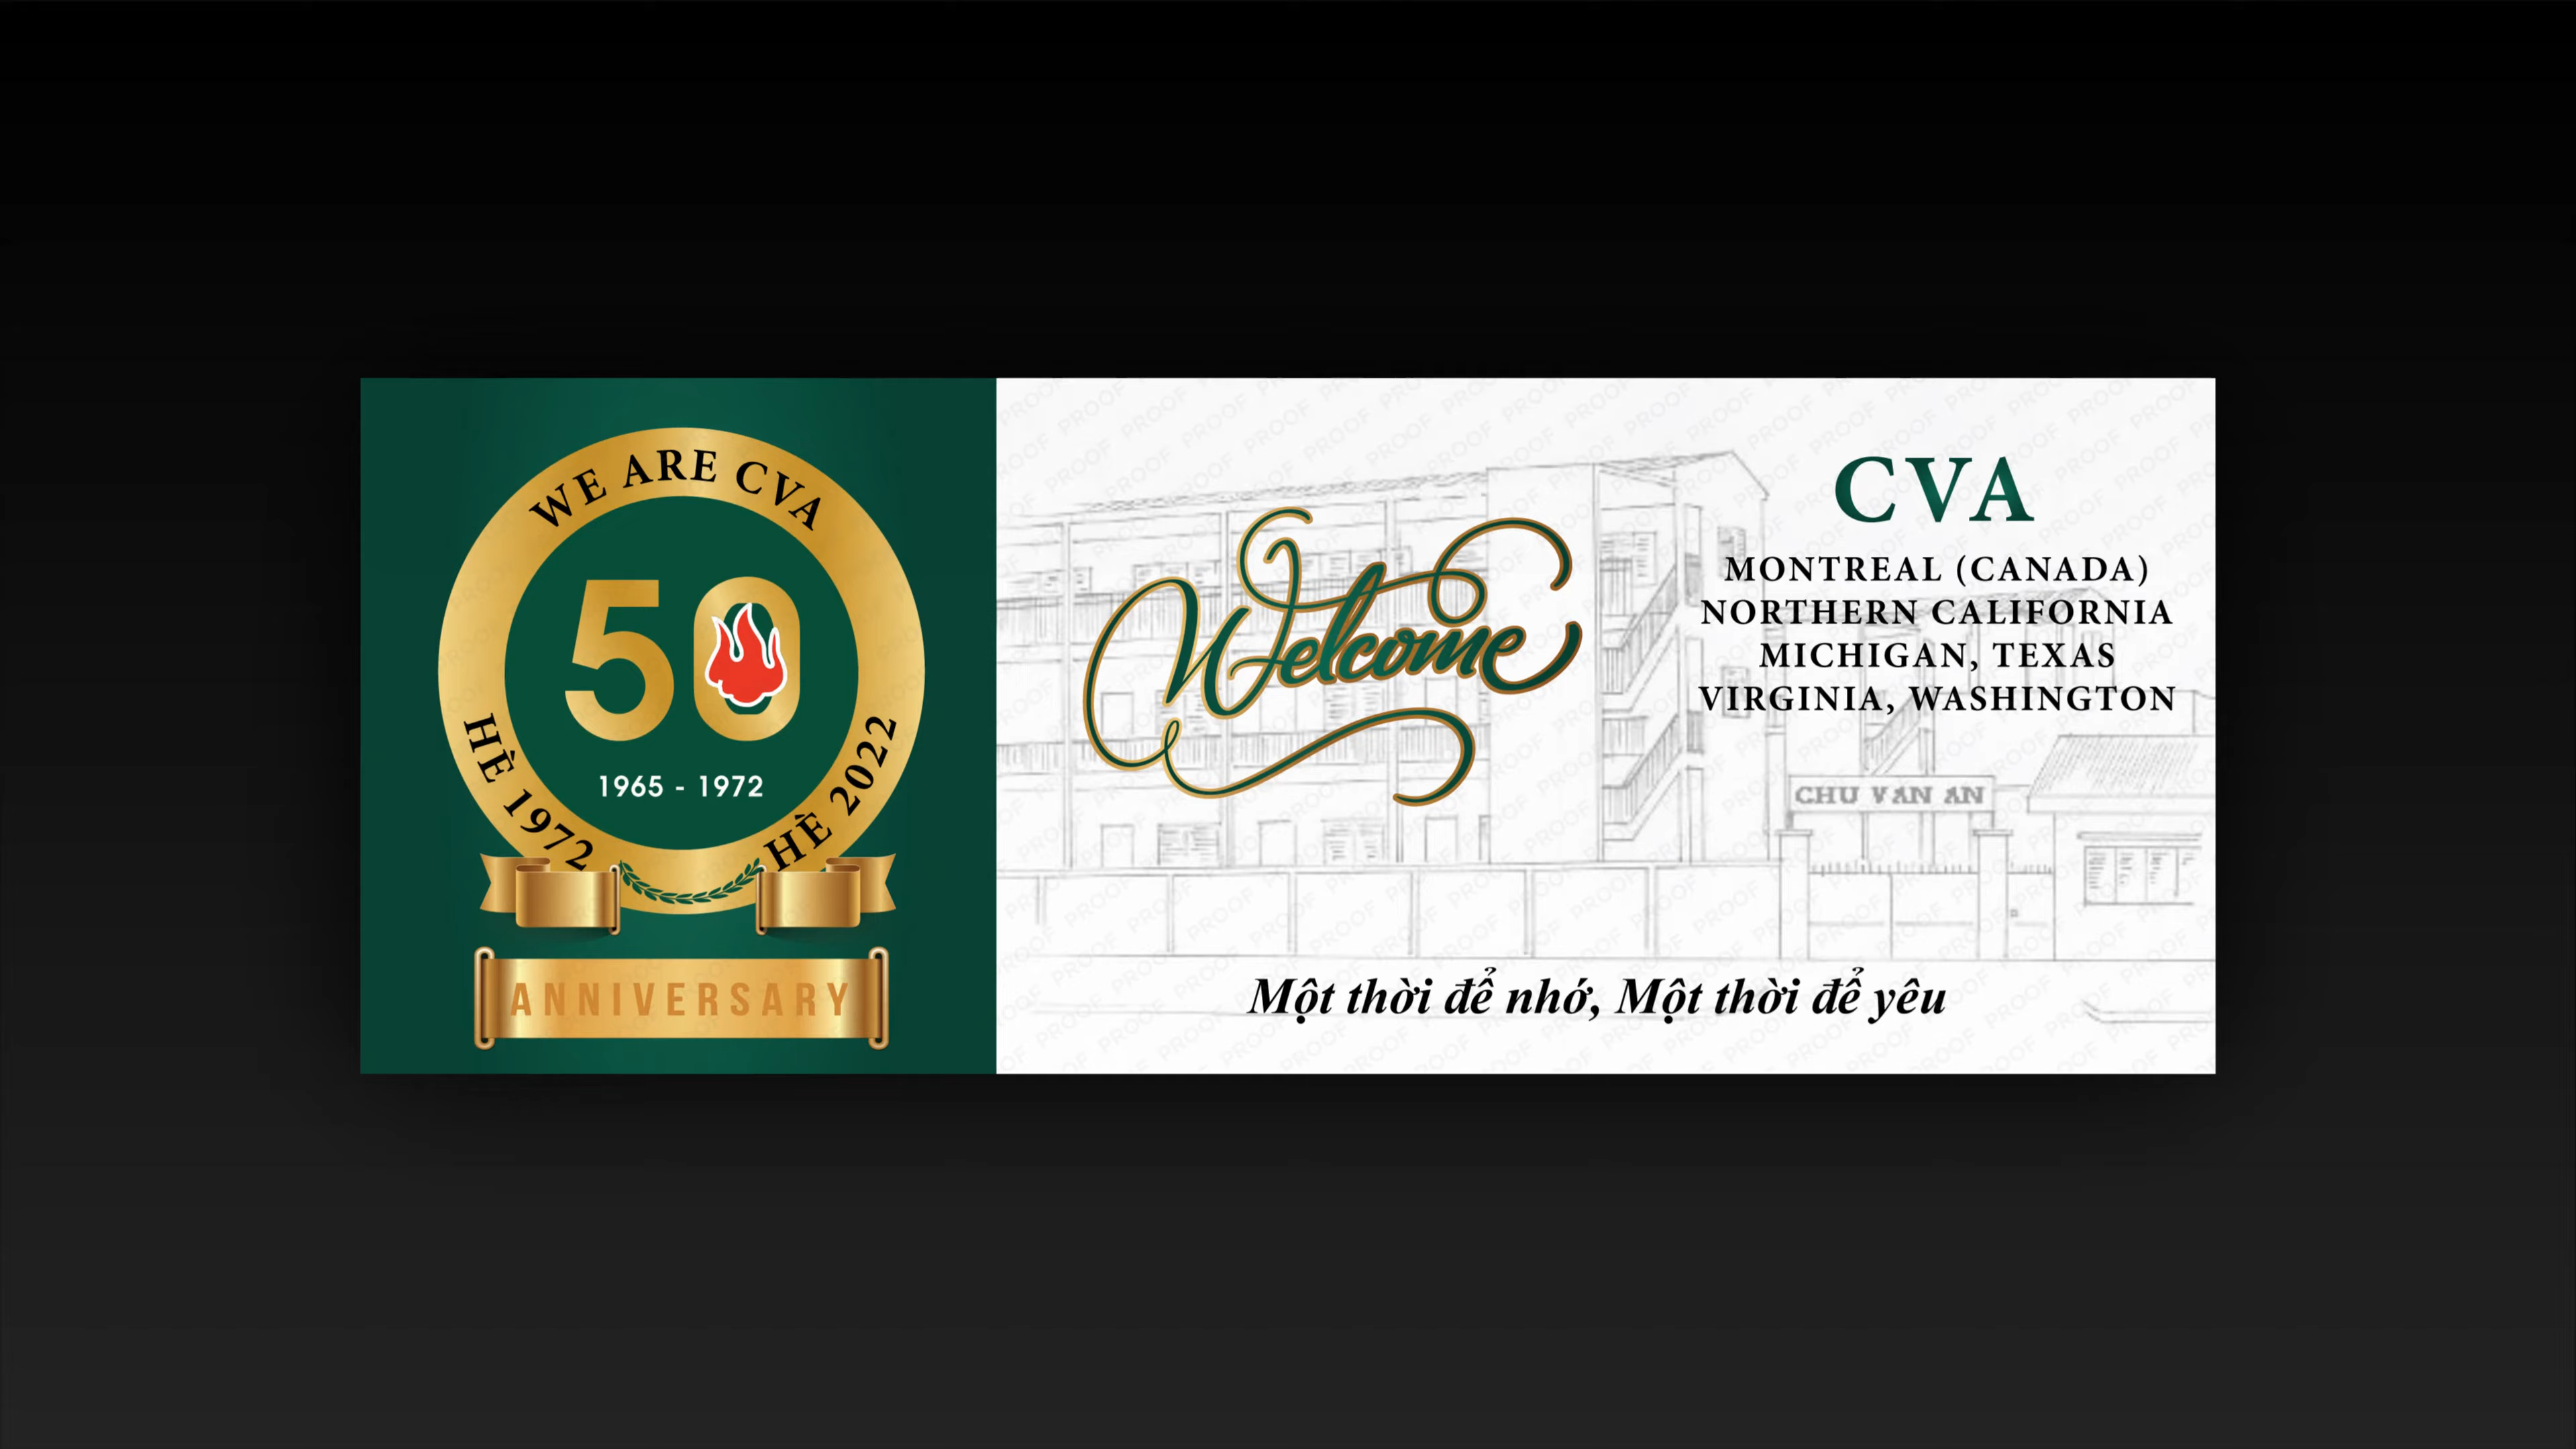 WE ARE CVA
50
1965 - 1972
HÈ 1972
HÈ 2022
ANNIVERSARY
Welcome
CVA
MONTREAL (CANADA)
NORTHERN CALIFORNIA
MICHIGAN, TEXAS
VIRGINIA, WASHINGTON
CHU VAN AN
Một thời để nhớ, Một thời để yêu
PROOF